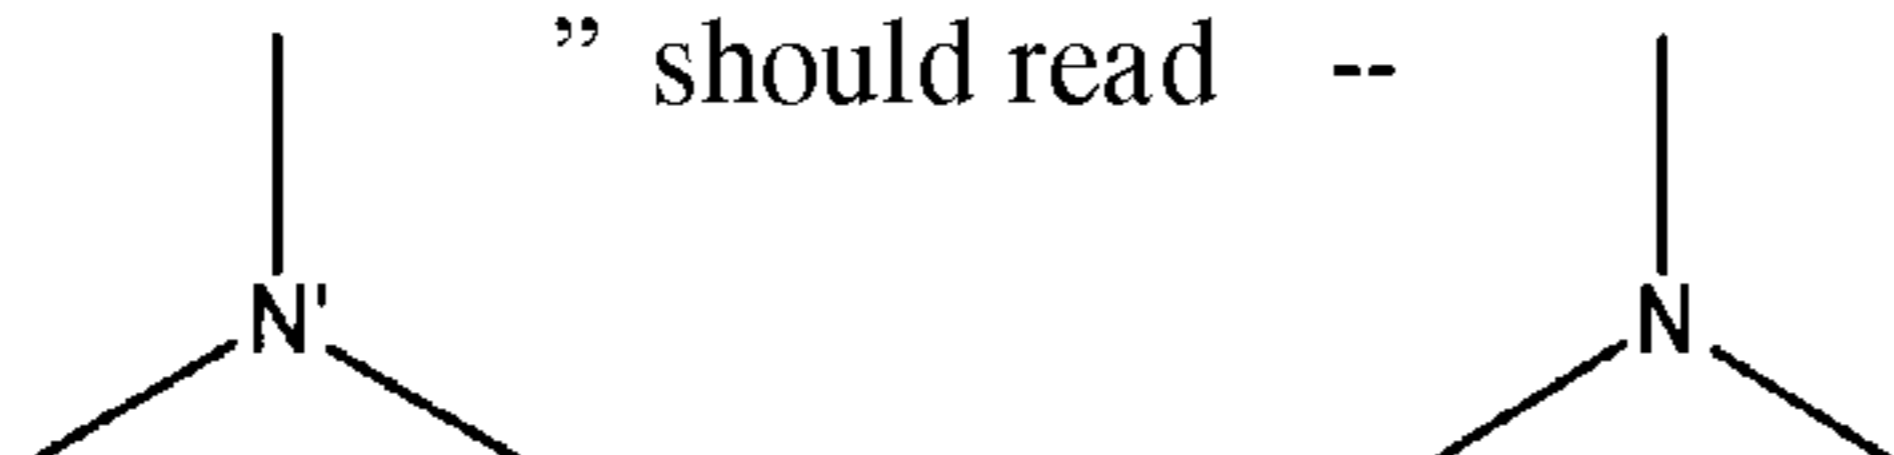 ” should read --
N' N